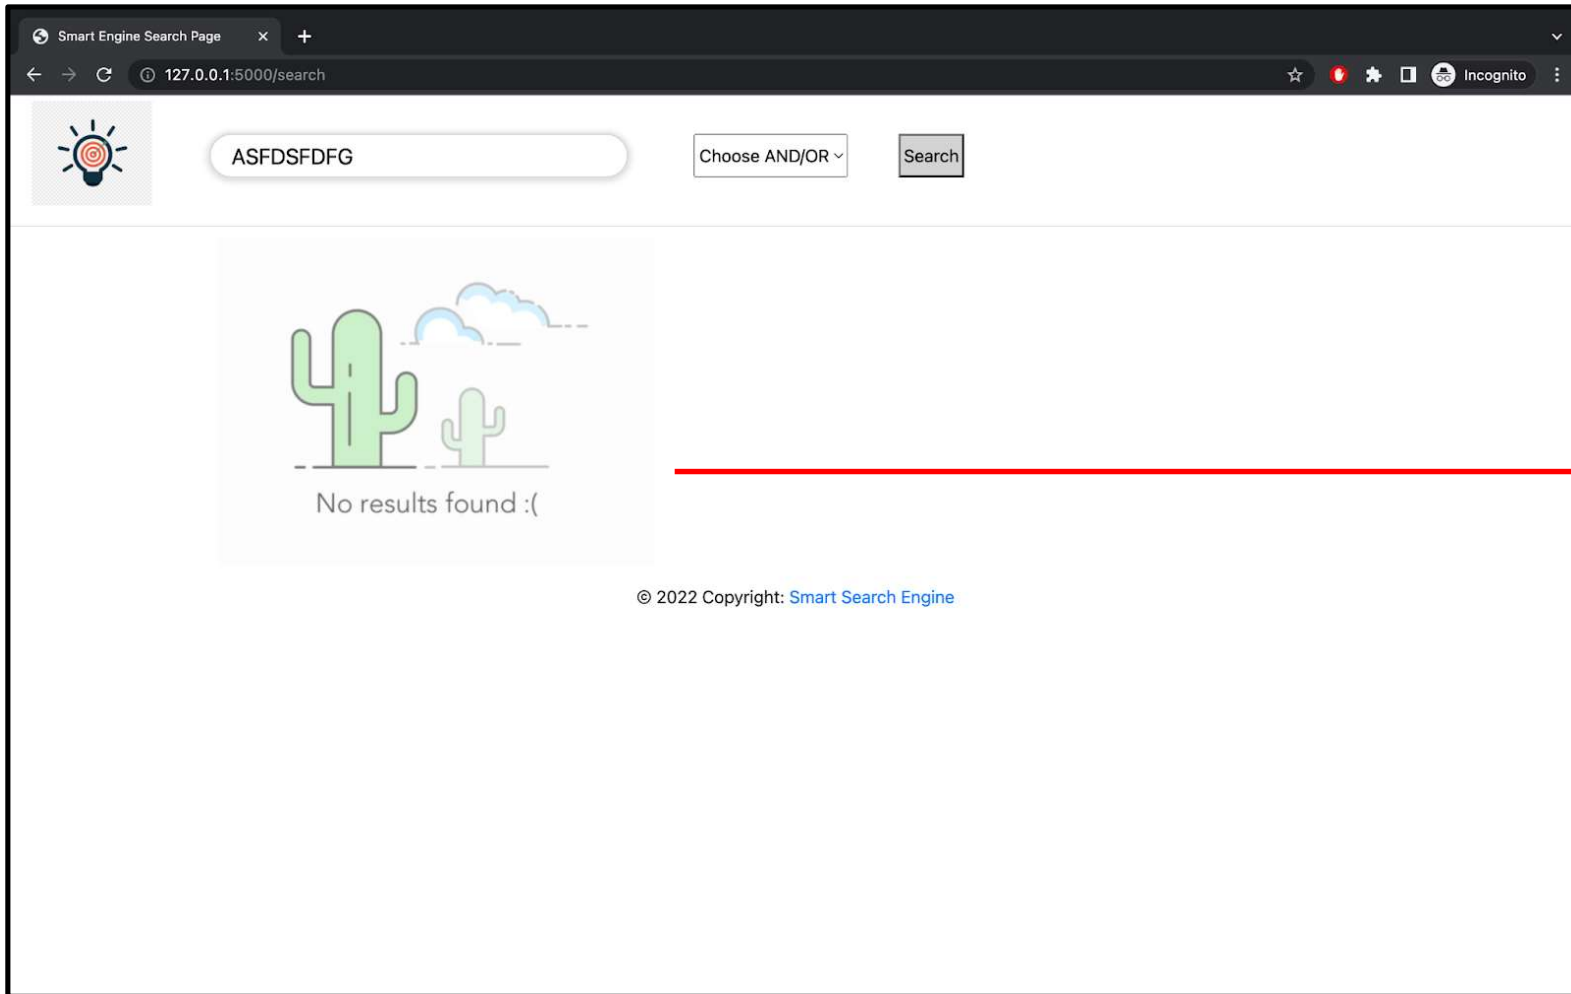 Smart Engine Search Page
127.0.0.1:5000/search
Incognito
ASFDSFDFG
Choose AND/OR
Search
No results found :(
© 2022 Copyright: Smart Search Engine